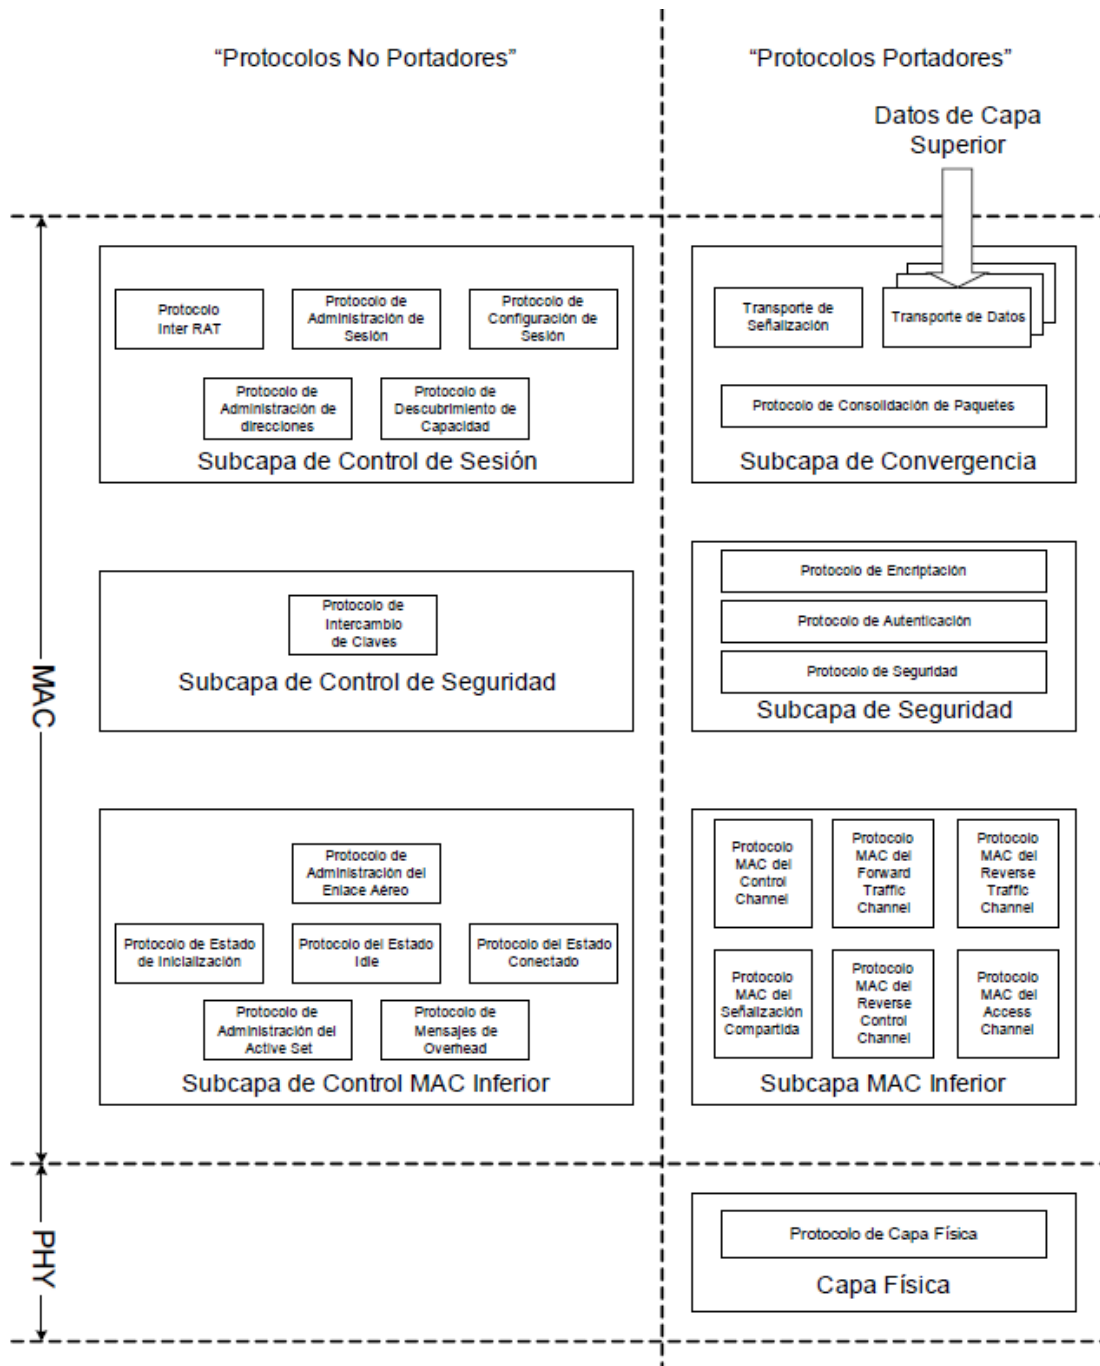 “Protocolos No Portadores”
“Protocolos Portadores”
Datos de Capa
Superior
MAC
Protocolo
Inter RAT
Protocolo de
Administración de
Sesión
Protocolo de
Configuración de
Sesión
Protocolo de
Administración de
direcciones
Protocolo de
Descubrimiento de
Capacidad
Subcapa de Control de Sesión
Transporte de
Señalización
Transporte de Datos
Protocolo de Consolidación de Paquetes
Subcapa de Convergencia
Protocolo de
Intercambio
de Claves
Subcapa de Control de Seguridad
Protocolo de Encriptación
Protocolo de Autenticación
Protocolo de Seguridad
Subcapa de Seguridad
Protocolo de
Administración del
Enlace Aéreo
Protocolo de Estado
de Inicialización
Protocolo del Estado
Idle
Protocolo del Estado
Conectado
Protocolo de
Administración del
Active Set
Protocolo de
Mensajes de
Overhead
Subcapa de Control MAC Inferior
Protocolo
MAC del
Control
Channel
Protocolo
MAC del
Forward
Traffic
Channel
Protocolo
MAC del
Reverse
Traffic
Channel
Protocolo
MAC del
Señalización
Compartida
Protocolo
MAC del
Reverse
Control
Channel
Protocolo
MAC del
Access
Channel
Subcapa MAC Inferior
PHY
Protocolo de Capa Física
Capa Física